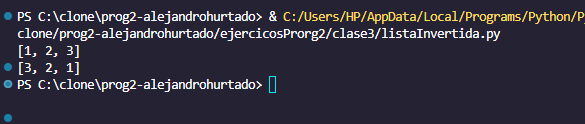 PS C:\clone\prog2-alejandrohurtado> & C:/Users/HP/AppData/Local/Programs/Python/P
clone/prog2-alejandrohurtado/ejercicosProrg2/clase3/listaInvertida.py
[1, 2, 3]
[3, 2, 1]
PS C:\clone\prog2-alejandrohurtado>